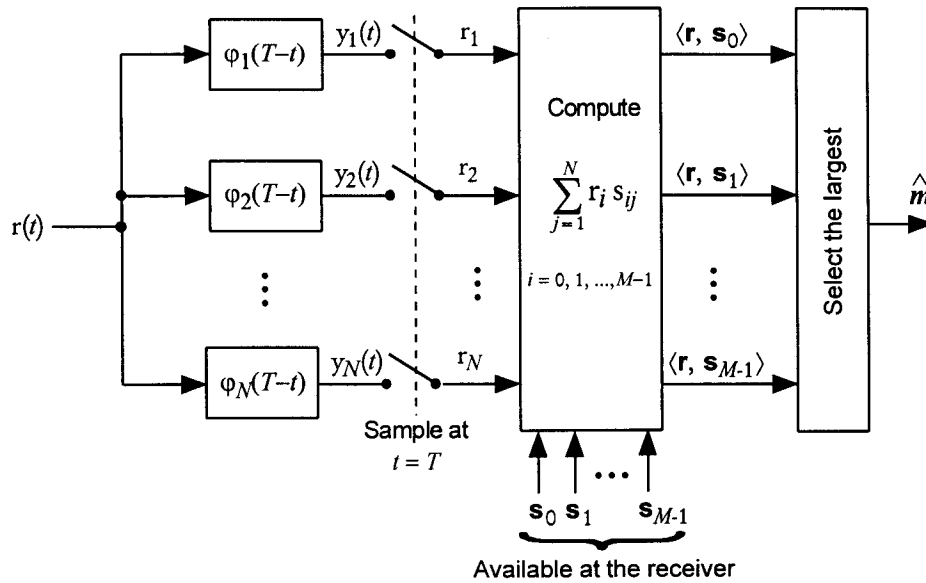 φ1(T−t) y1(t) r1 ⟨r, s0⟩
φ2(T−t) y2(t) r2 ⟨r, s1⟩
r(t)
φN(T−t) yN(t) rN ⟨r, sM-1⟩
Sample at
t = T
Compute
N
∑ ri sij
j=1
i = 0, 1, ...,M−1
s0 s1 sM-1
Available at the receiver
Select the largest
m̂